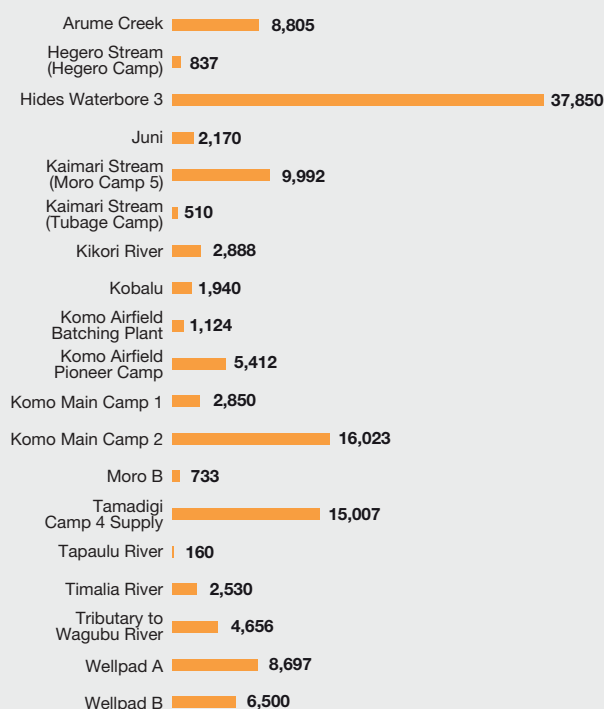 Arume Creek 8,805
Hegero Stream
(Hegero Camp) 837
Hides Waterbore 3 37,850
Juni 2,170
Kaimari Stream
(Moro Camp 5) 9,992
Kaimari Stream
(Tubage Camp) 510
Kikori River 2,888
Kobalu 1,940
Komo Airfield
Batching Plant 1,124
Komo Airfield
Pioneer Camp 5,412
Komo Main Camp 1 2,850
Komo Main Camp 2 16,023
Moro B 733
Tamadigi
Camp 4 Supply 15,007
Tapaulu River 160
Timalia River 2,530
Tributary to
Wagubu River 4,656
Wellpad A 8,697
Wellpad B 6,500